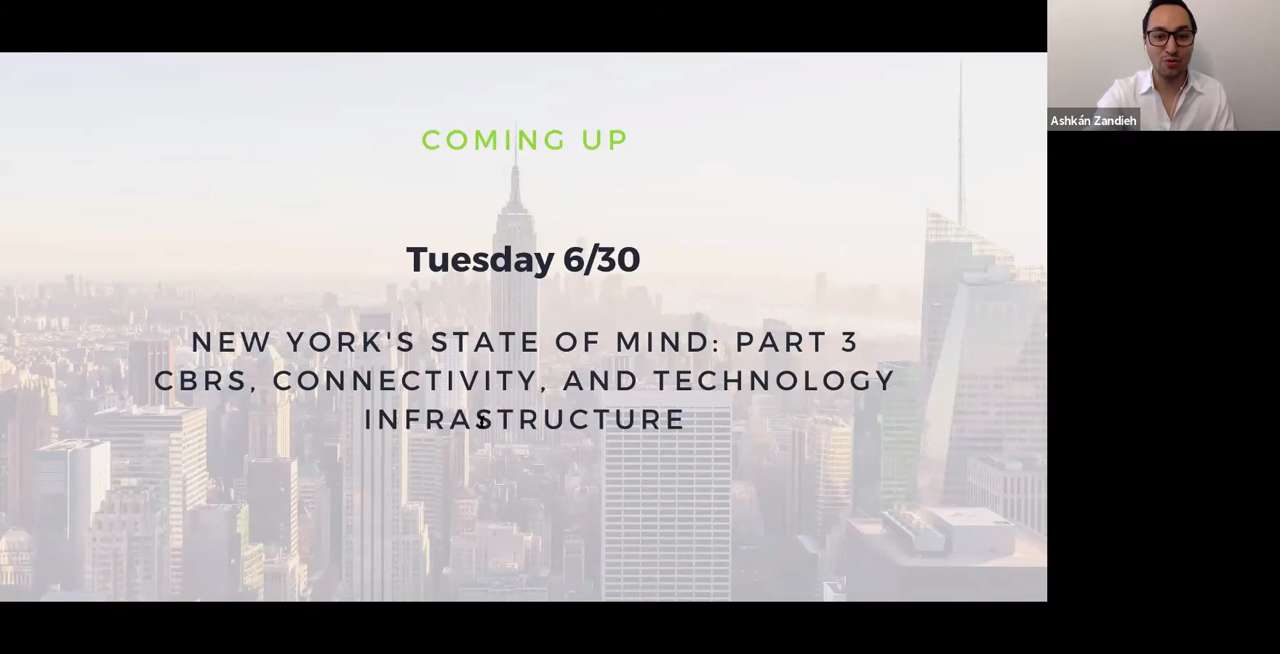 COMING UP
Tuesday 6/30
NEW YORK'S STATE OF MIND: PART 3
CBRS, CONNECTIVITY, AND TECHNOLOGY
INFRASTRUCTURE
Ashkán Zandieh